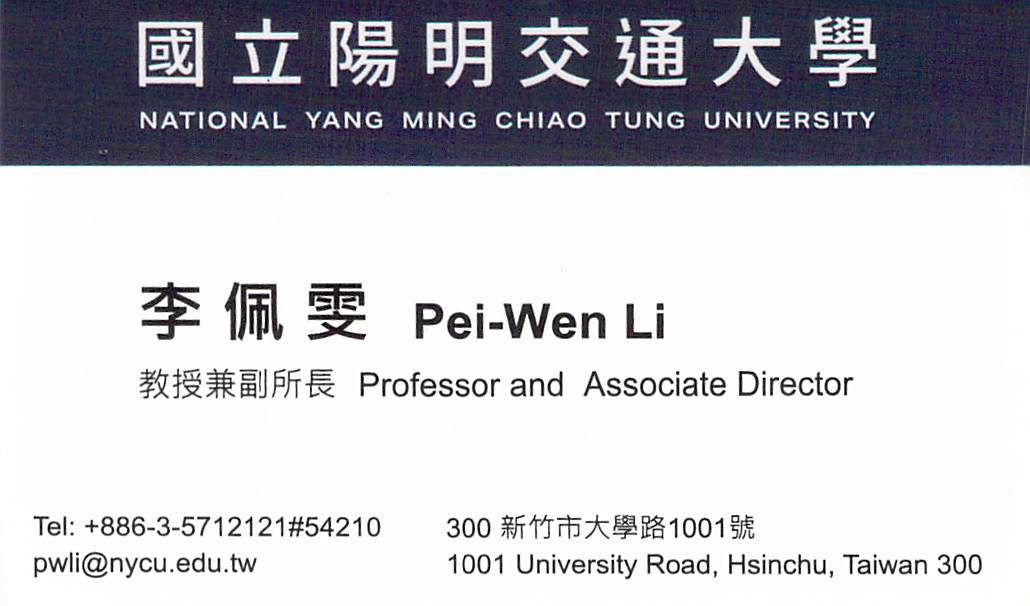 國立陽明交通大學
NATIONAL YANG MING CHIAO TUNG UNIVERSITY
李佩雯 Pei-Wen Li
教授兼副所長 Professor and Associate Director
Tel: +886-3-5712121#54210
pwli@nycu.edu.tw
300 新竹市大學路1001號
1001 University Road, Hsinchu, Taiwan 300